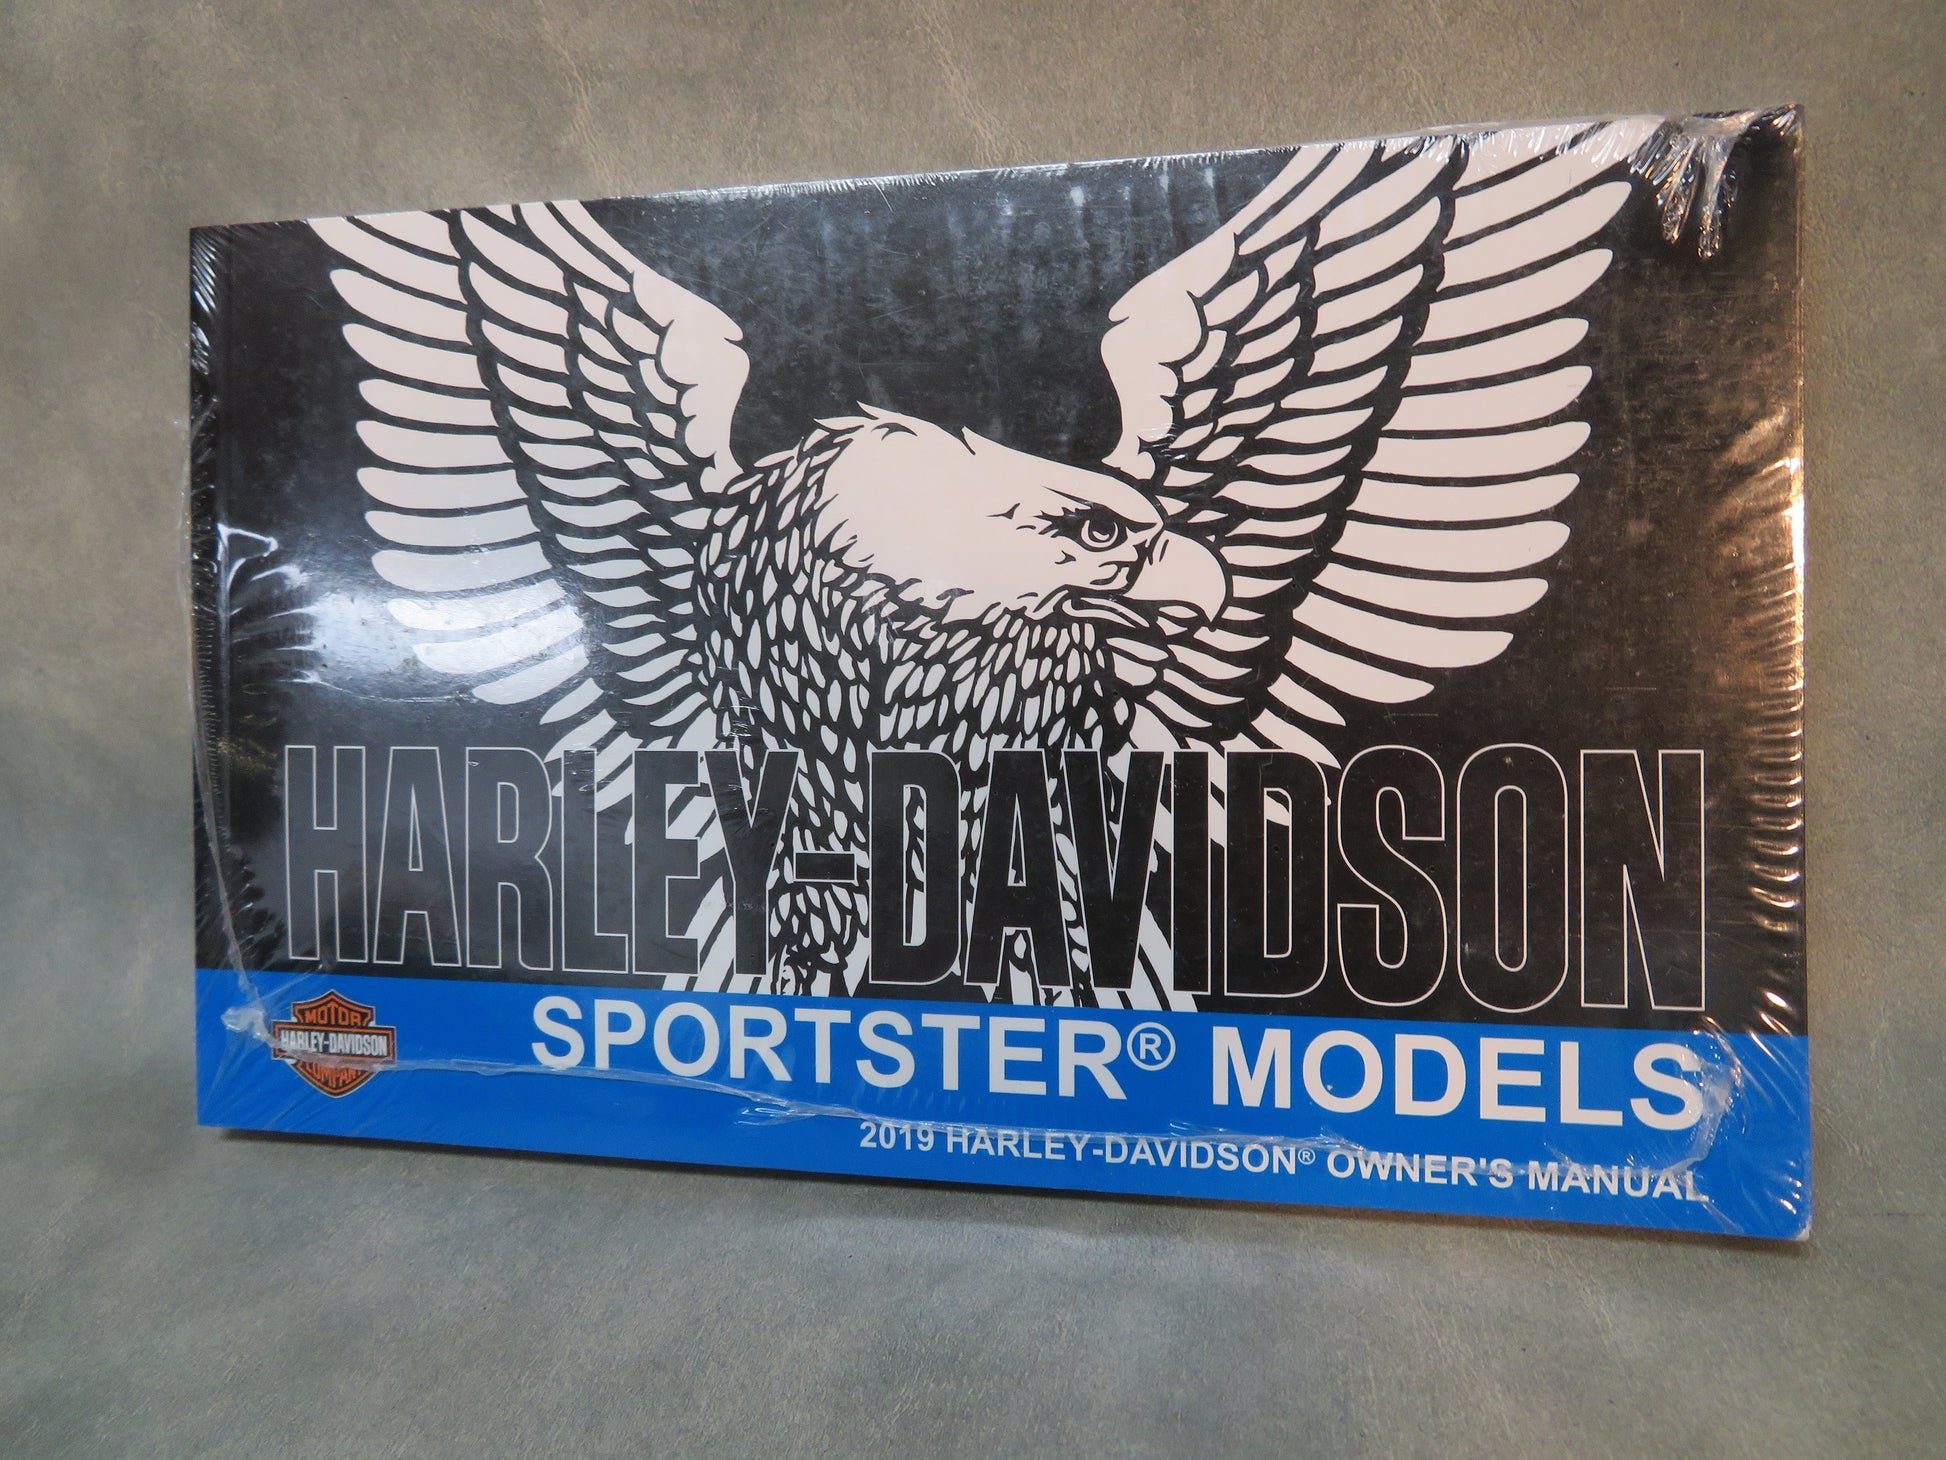 HARLEY-DAVIDSON
MOTOR
HARLEY-DAVIDSON
COMPANY
SPORTSTER® MODELS
2019 HARLEY-DAVIDSON® OWNER'S MANUAL